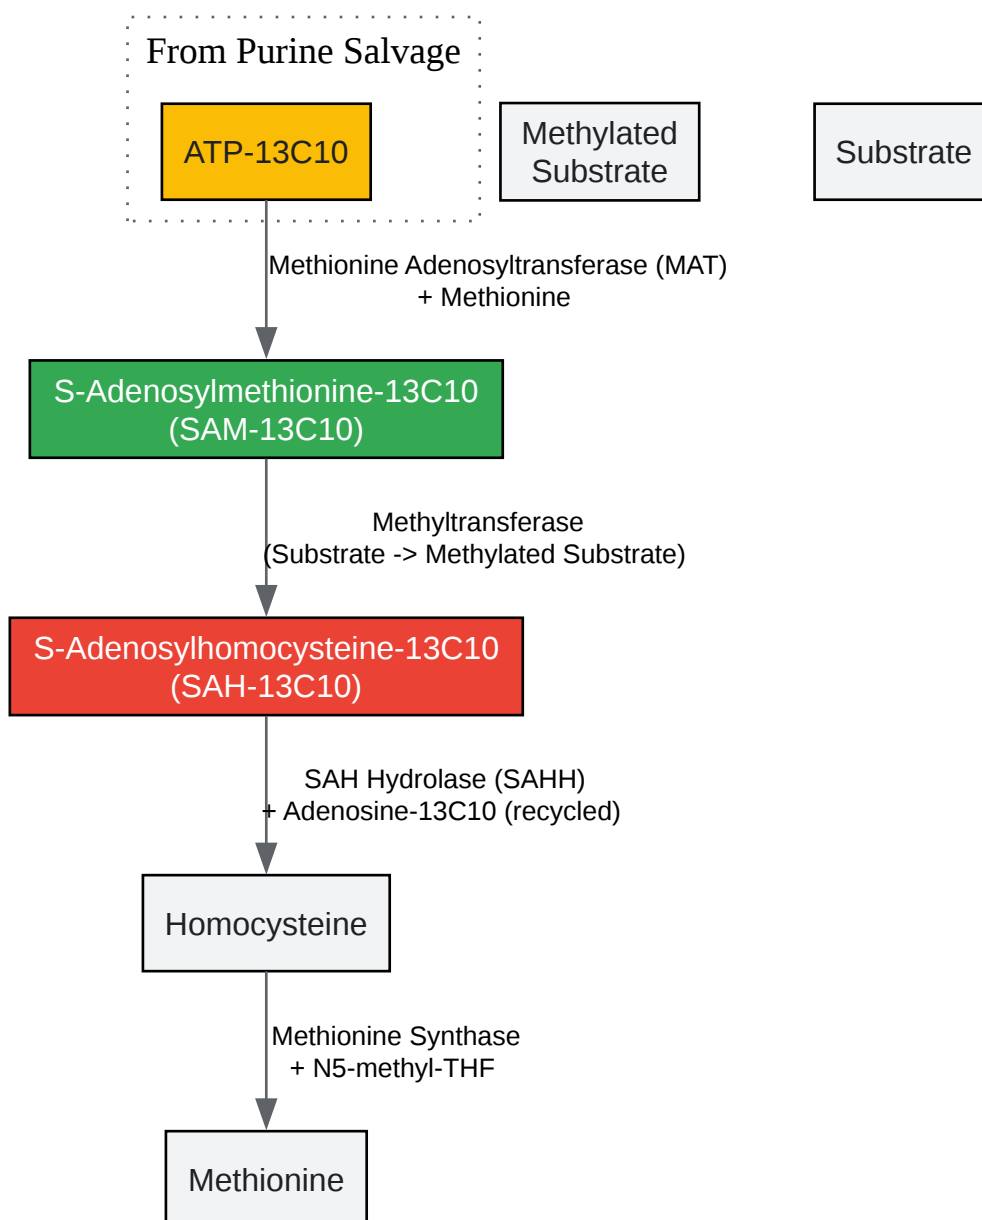 From Purine Salvage
ATP-13C10
Methylated
Substrate
Substrate
Methionine Adenosyltransferase (MAT)
+ Methionine
S-Adenosylmethionine-13C10
(SAM-13C10)
Methyltransferase
(Substrate -> Methylated Substrate)
S-Adenosylhomocysteine-13C10
(SAH-13C10)
SAH Hydrolase (SAHH)
+ Adenosine-13C10 (recycled)
Homocysteine
Methionine Synthase
+ N5-methyl-THF
Methionine